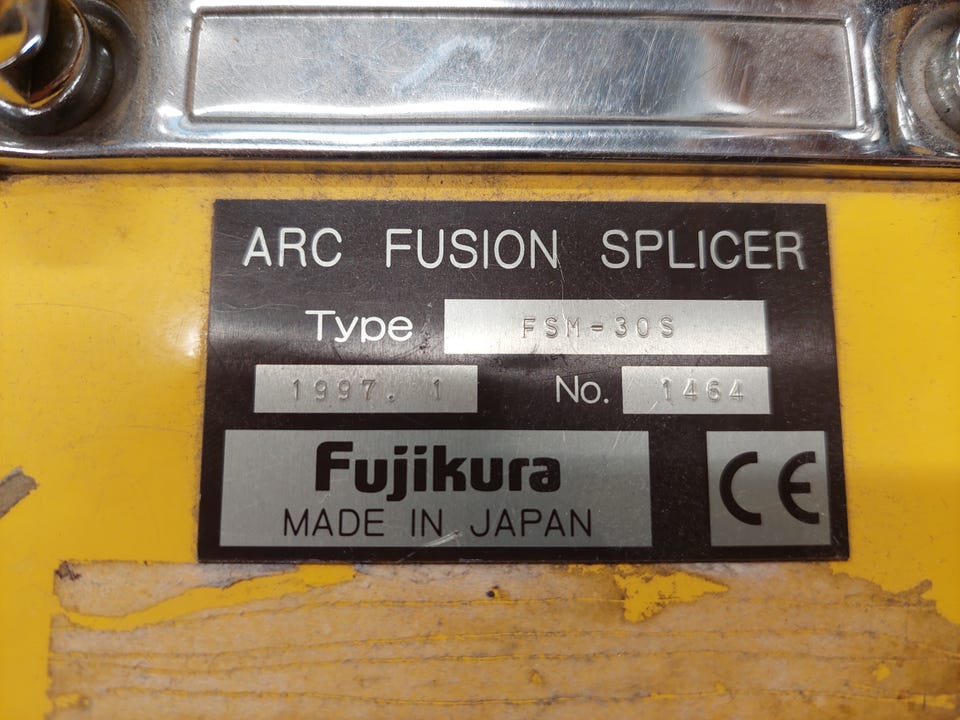 ARC FUSION SPLICER
Type FSM-30S
1997. 1 No. 1464
Fujikura
MADE IN JAPAN
CE